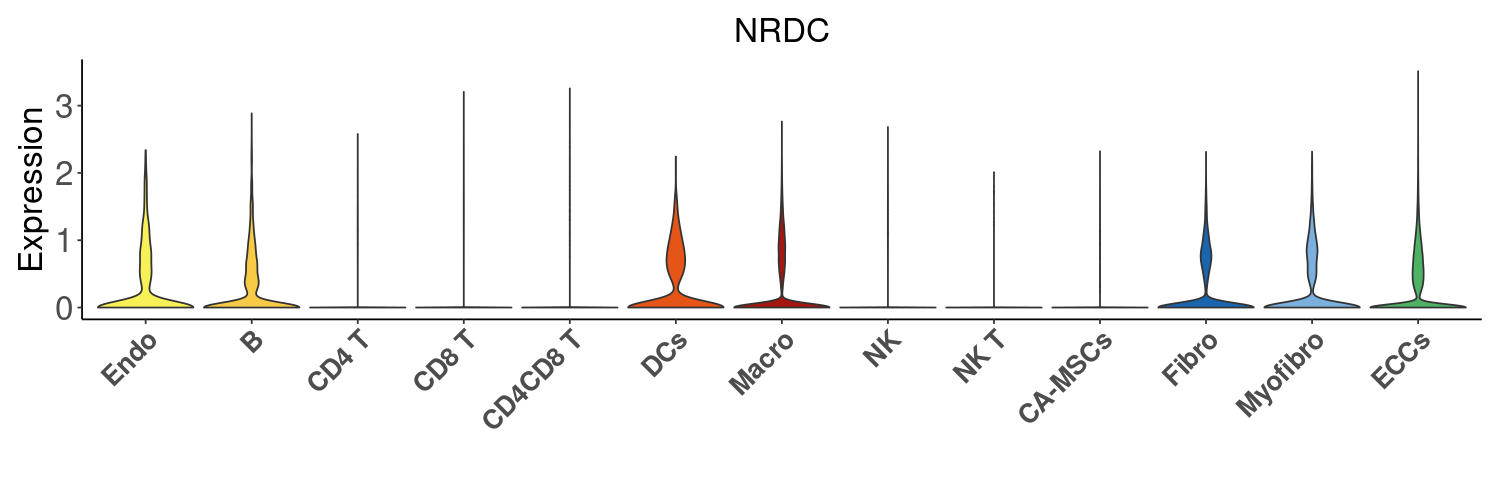 NRDC
Expression
3
2
1
0
Endo
B
CD4 T
CD8 T
CD4CD8 T
DCs
Macro
NK
NK T
CA-MSCs
Fibro
Myofibro
ECCs